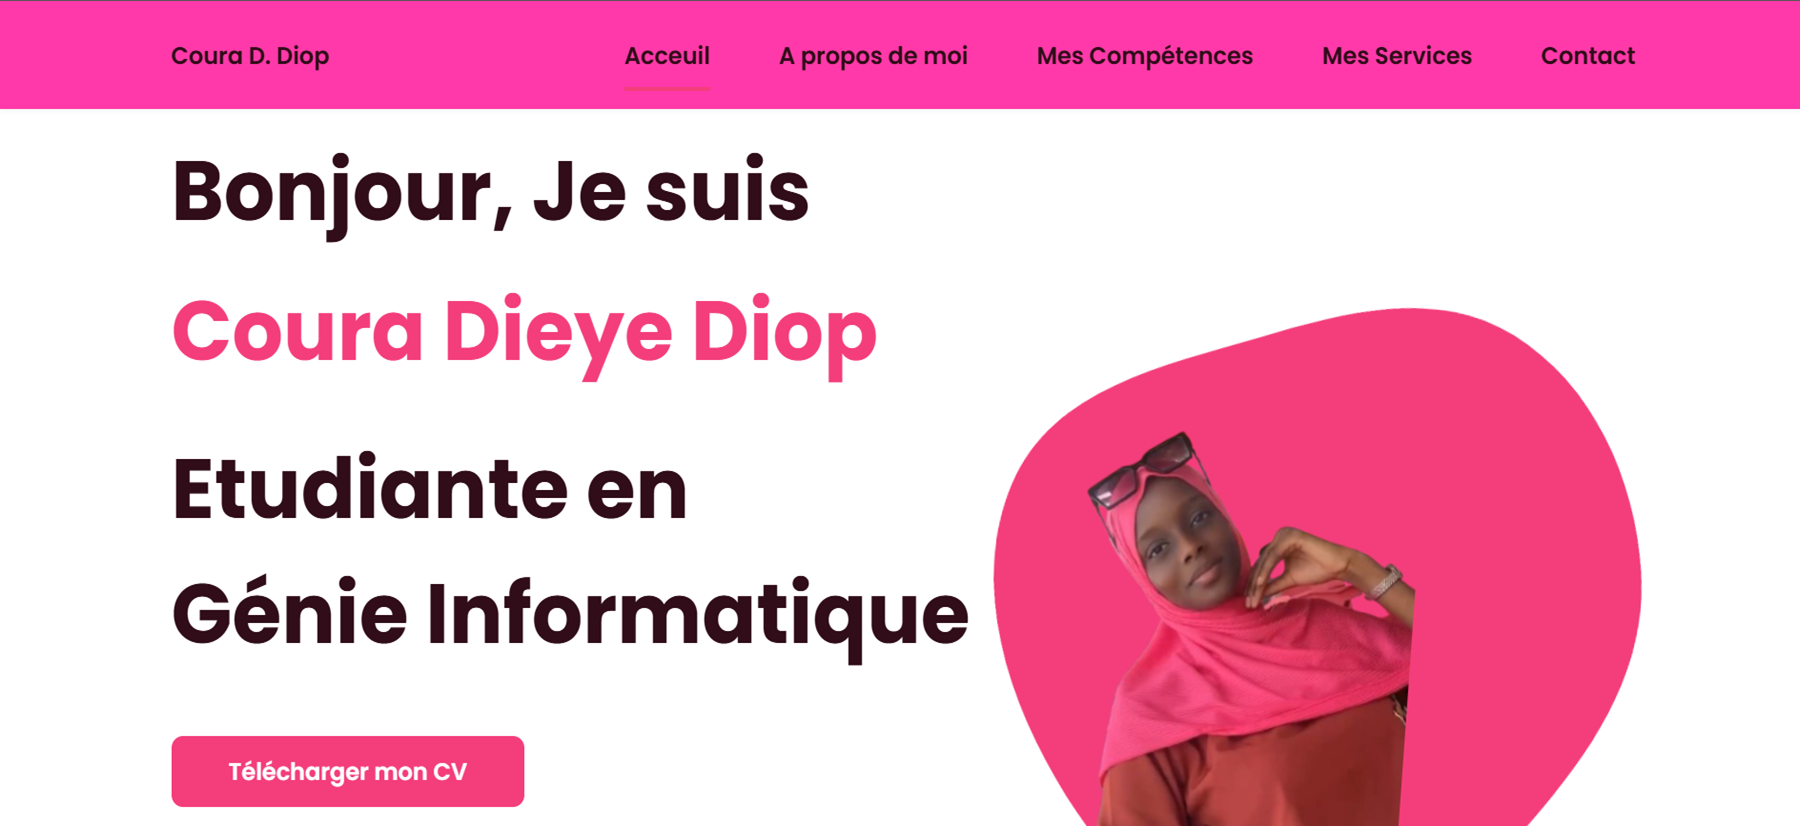 Coura D. Diop
Acceuil
A propos de moi
Mes Compétences
Mes Services
Contact
Bonjour, Je suis
Coura Dieye Diop
Etudiante en
Génie Informatique
Télécharger mon CV